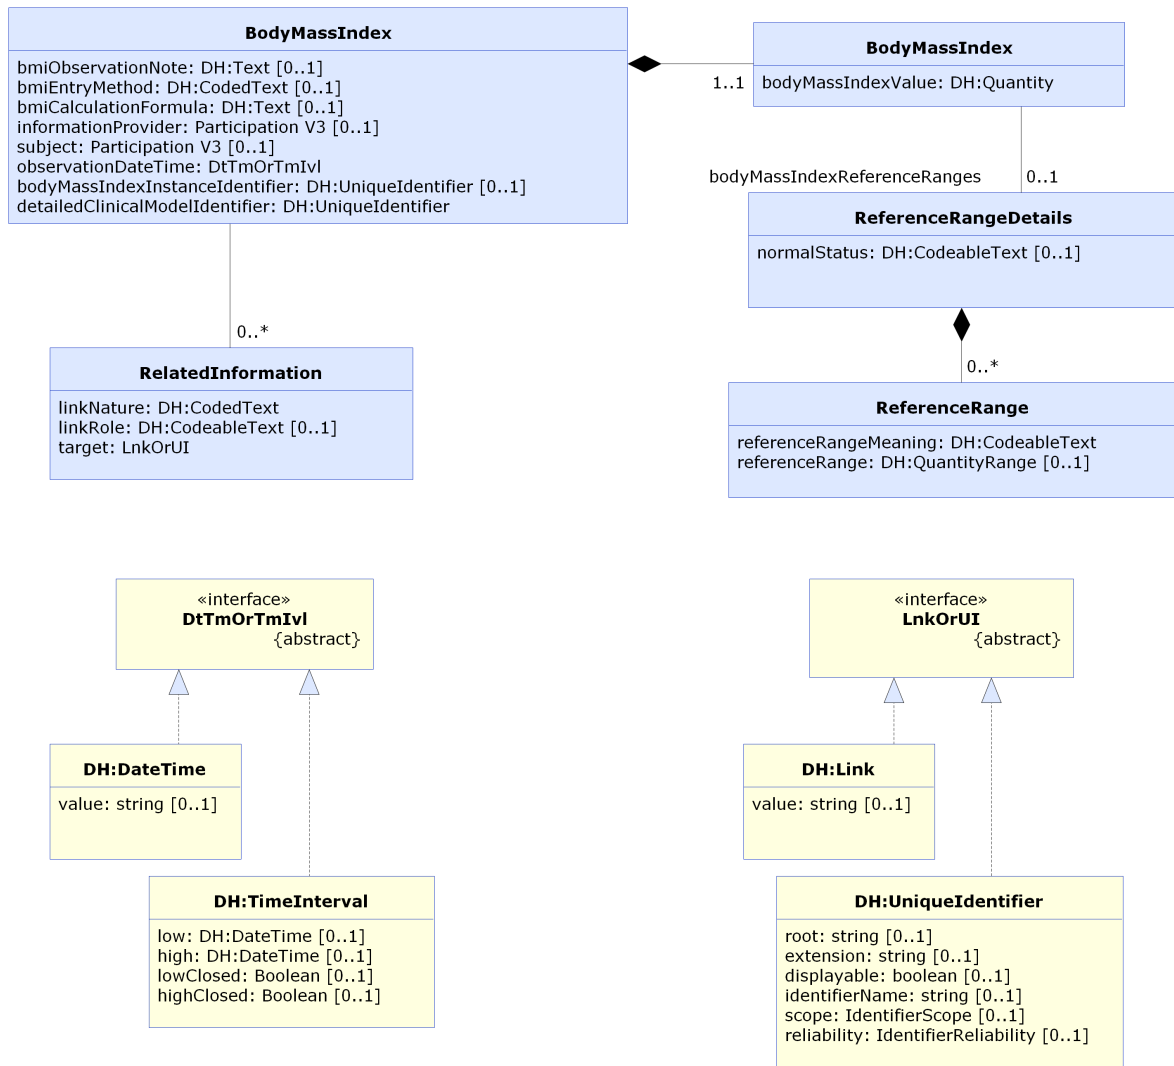 BodyMassIndex
bmiObservationNote: DH:Text [0..1]
bmiEntryMethod: DH:CodedText [0..1]
bmiCalculationFormula: DH:Text [0..1]
informationProvider: Participation V3 [0..1]
subject: Participation V3 [0..1]
observationDateTime: DtTmOrTmIvl
bodyMassIndexInstanceIdentifier: DH:UniqueIdentifier [0..1]
detailedClinicalModelIdentifier: DH:UniqueIdentifier
1..1
BodyMassIndex
bodyMassIndexValue: DH:Quantity
bodyMassIndexReferenceRanges
0..1
ReferenceRangeDetails
normalStatus: DH:CodeableText [0..1]
0..*
RelatedInformation
linkNature: DH:CodedText
linkRole: DH:CodeableText [0..1]
target: LnkOrUI
0..*
ReferenceRange
referenceRangeMeaning: DH:CodeableText
referenceRange: DH:QuantityRange [0..1]
«interface»
DtTmOrTmIvl
{abstract}
«interface»
LnkOrUI
{abstract}
DH:DateTime
value: string [0..1]
DH:Link
value: string [0..1]
DH:TimeInterval
low: DH:DateTime [0..1]
high: DH:DateTime [0..1]
lowClosed: Boolean [0..1]
highClosed: Boolean [0..1]
DH:UniqueIdentifier
root: string [0..1]
extension: string [0..1]
displayable: boolean [0..1]
identifierName: string [0..1]
scope: IdentifierScope [0..1]
reliability: IdentifierReliability [0..1]